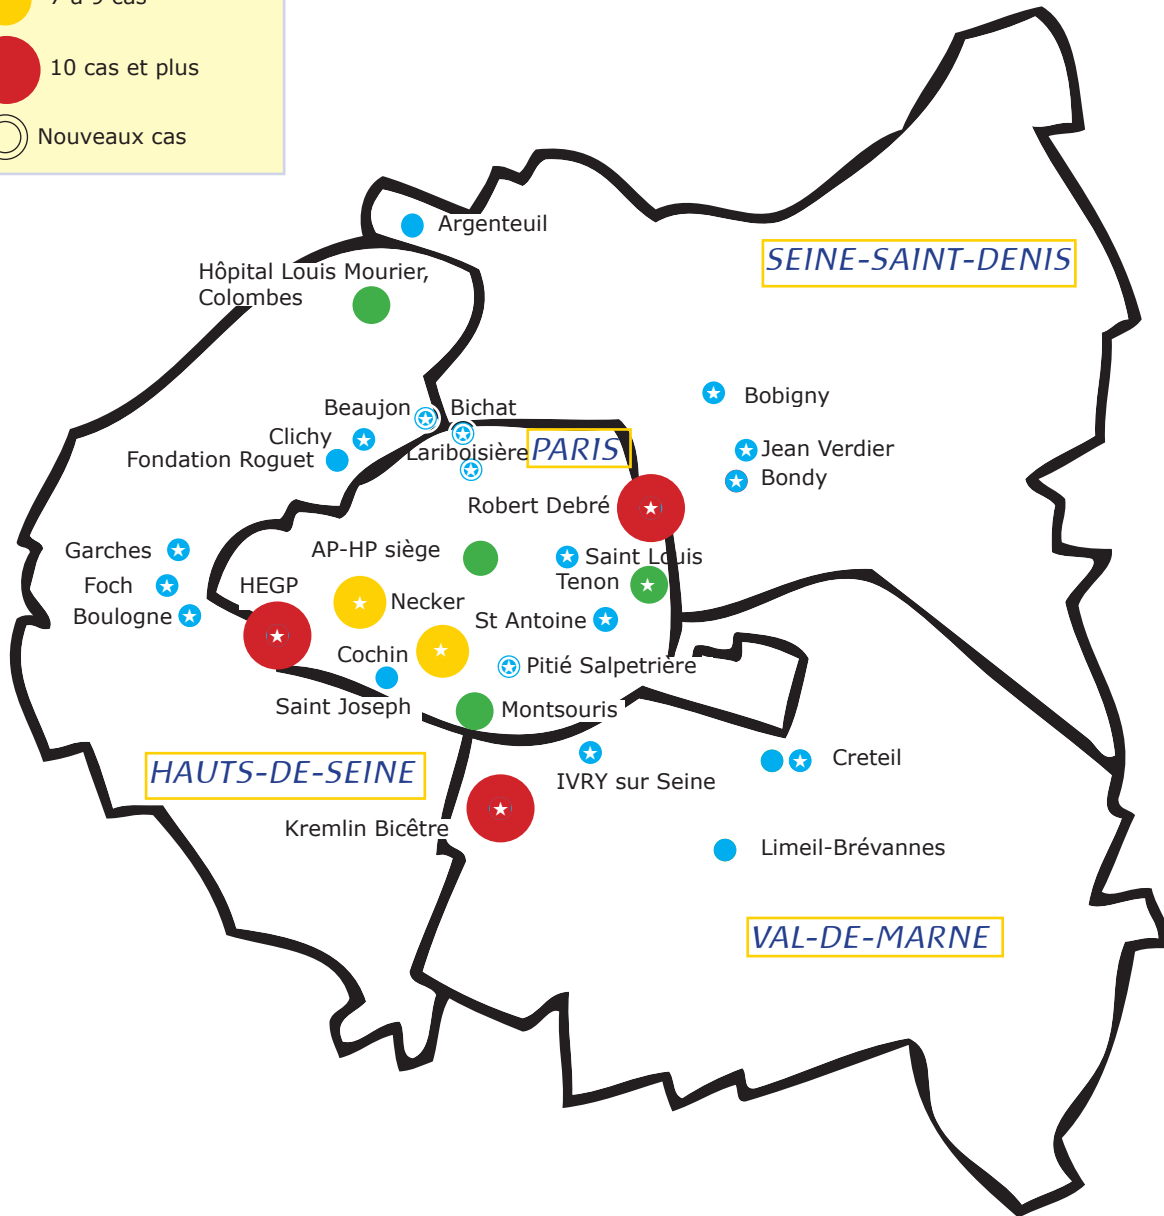 7 à 9 cas
10 cas et plus
Nouveaux cas
Argenteuil
SEINE-SAINT-DENIS
Hôpital Louis Mourier,
Colombes
Bobigny
Beaujon
Bichat
Clichy
Lariboisière
PARIS
Jean Verdier
Fondation Roguet
Bondy
Robert Debré
Garches
AP-HP siège
Saint Louis
Foch
HEGP
Tenon
Necker
Boulogne
St Antoine
Cochin
Pitié Salpetrière
Saint Joseph
Montsouris
HAUTS-DE-SEINE
IVRY sur Seine
Creteil
Kremlin Bicêtre
Limeil-Brévannes
VAL-DE-MARNE